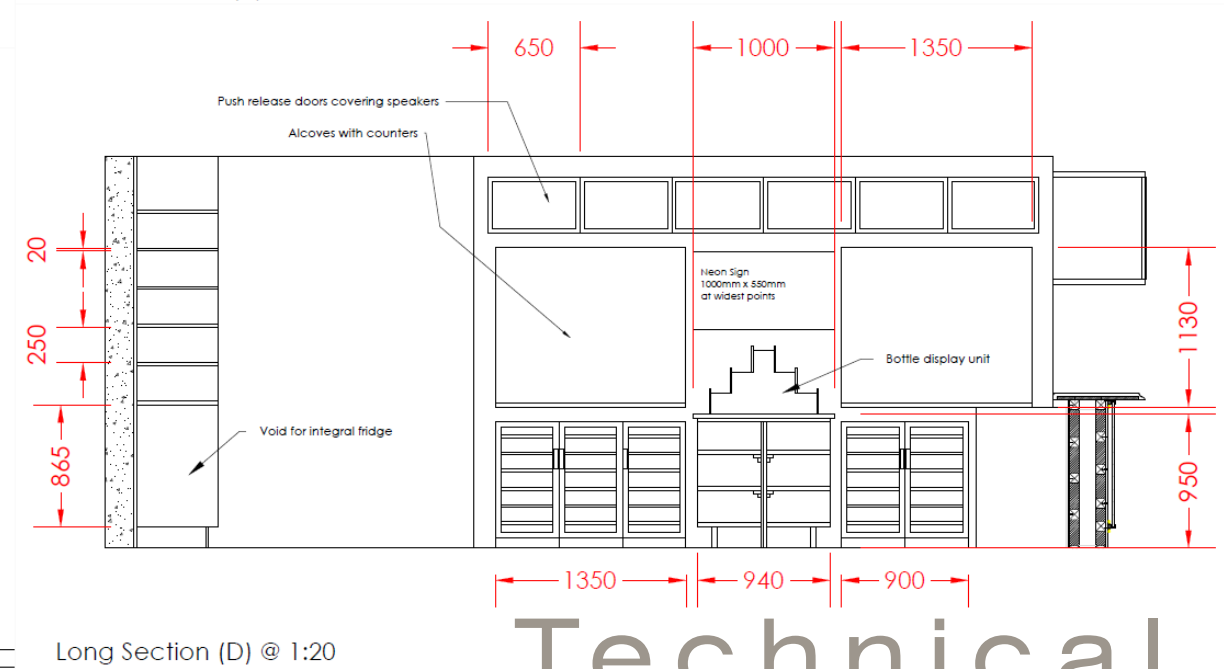 650
1000
1350
Push release doors covering speakers
Alcoves with counters
20
Neon Sign
1000mm x 550mm
at widest points
1130
250
Bottle display unit
Void for integral fridge
865
950
1350
940
900
Long Section (D) @ 1:20
Technical